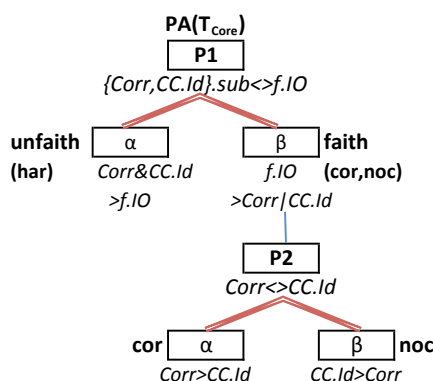 PA(T_Core)
P1
{Corr,CC.Id}.sub<>f.IO
unfaith α β faith
(har) Corr&CC.Id f.IO (cor,noc)
>f.IO >Corr|CC.Id
P2
Corr<>CC.Id
cor α β noc
Corr>CC.Id CC.Id>Corr